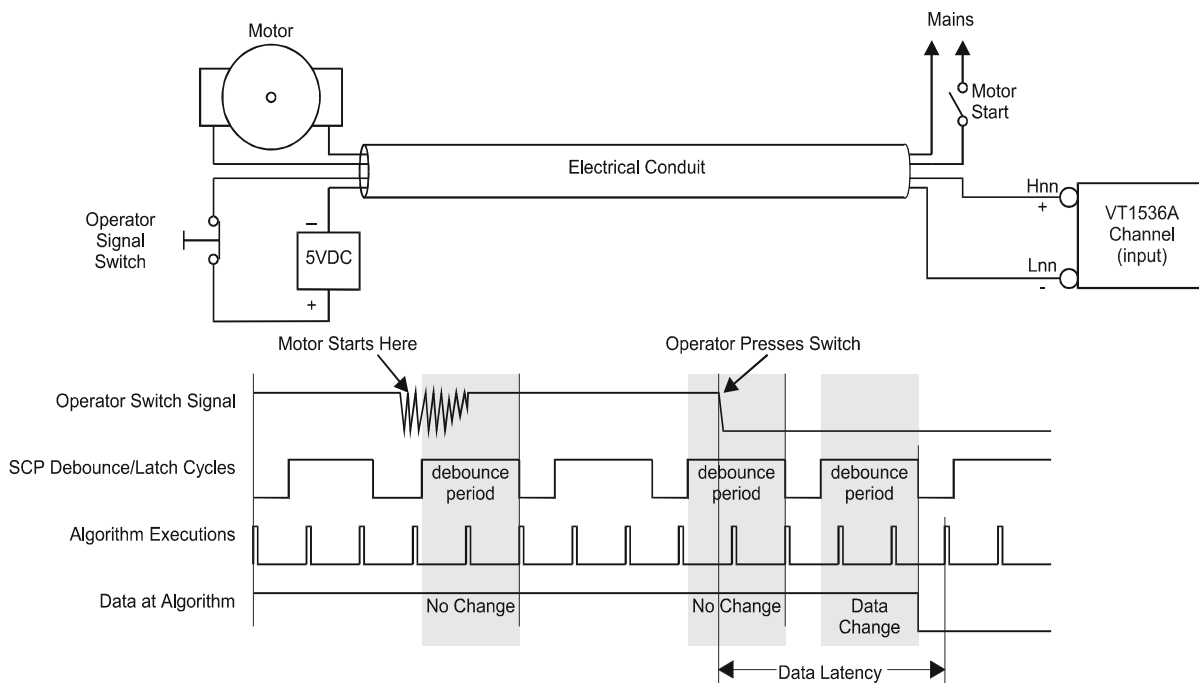 Mains
Motor
Motor
Start
Electrical Conduit
Hnn
+
VT1536A
Channel
(input)
Lnn
-
Operator
Signal
Switch
–
5VDC
+
Motor Starts Here
Operator Presses Switch
Operator Switch Signal
SCP Debounce/Latch Cycles
debounce
period
debounce
period
debounce
period
Algorithm Executions
Data at Algorithm
No Change
No Change
Data
Change
Data Latency